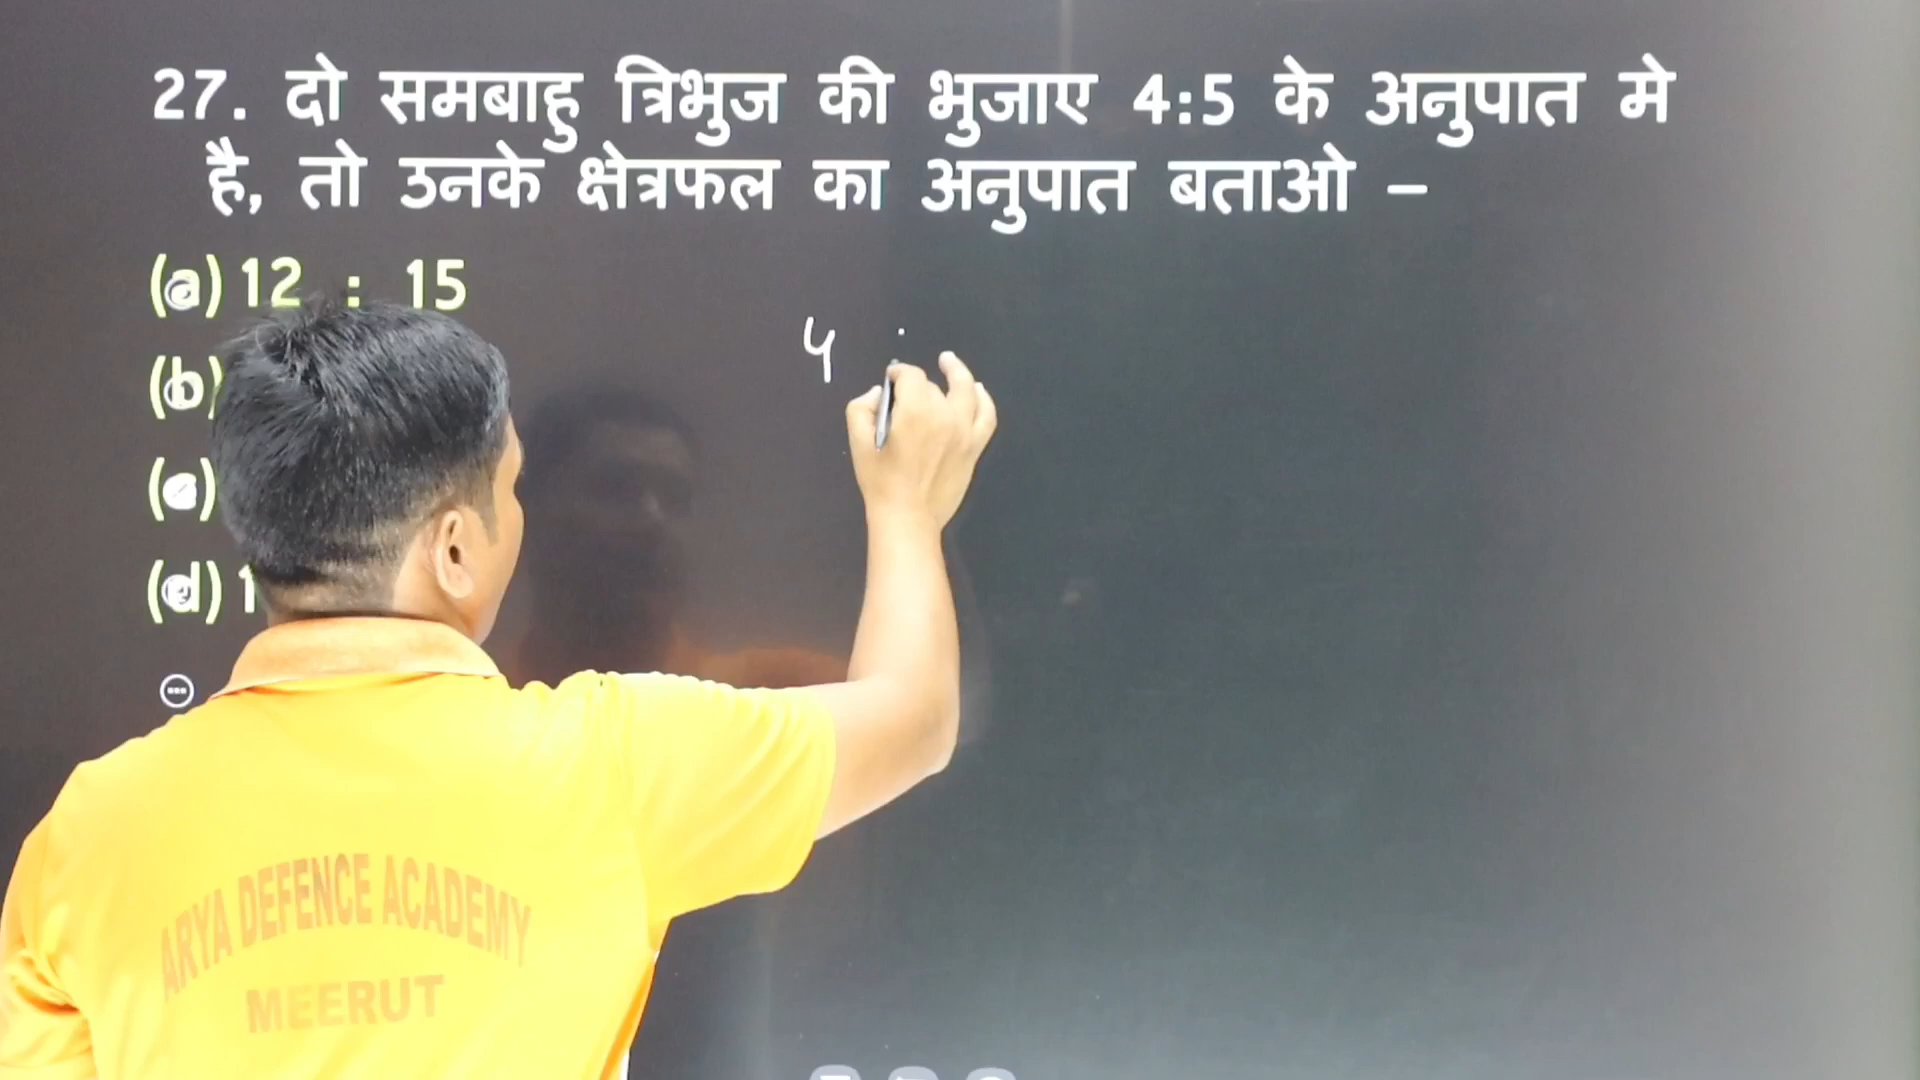 27. दो समबाहु त्रिभुज की भुजाए 4:5 के अनुपात मे
है, तो उनके क्षेत्रफल का अनुपात बताओ –
(a) 12 : 15
(b)
(c)
(d) 1
4 :
ARYA DEFENCE ACADEMY
MEERUT